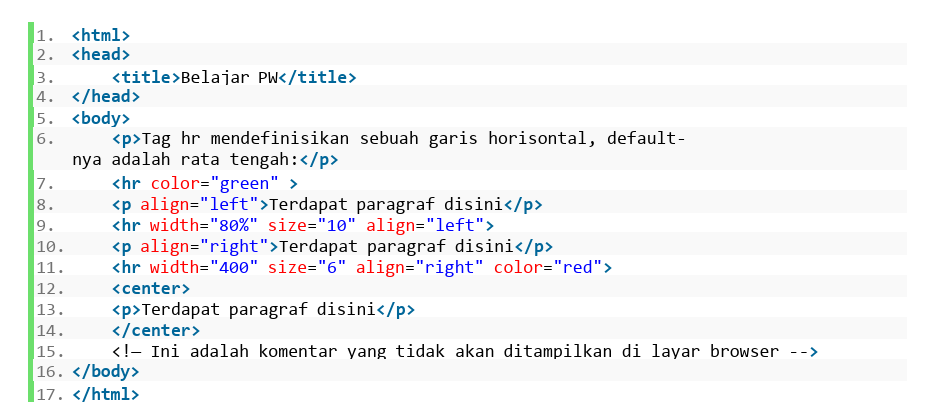 1. <html>
2. <head>
3.     <title>Belajar PW</title>
4. </head>
5. <body>
6.     <p>Tag hr mendefinisikan sebuah garis horisontal, default-
nya adalah rata tengah:</p>
7.     <hr color="green" >
8.     <p align="left">Terdapat paragraf disini</p>
9.     <hr width="80%" size="10" align="left">
10.     <p align="right">Terdapat paragraf disini</p>
11.     <hr width="400" size="6" align="right" color="red">
12.     <center>
13.     <p>Terdapat paragraf disini</p>
14.     </center>
15.     <!— Ini adalah komentar yang tidak akan ditampilkan di layar browser -->
16. </body>
17. </html>